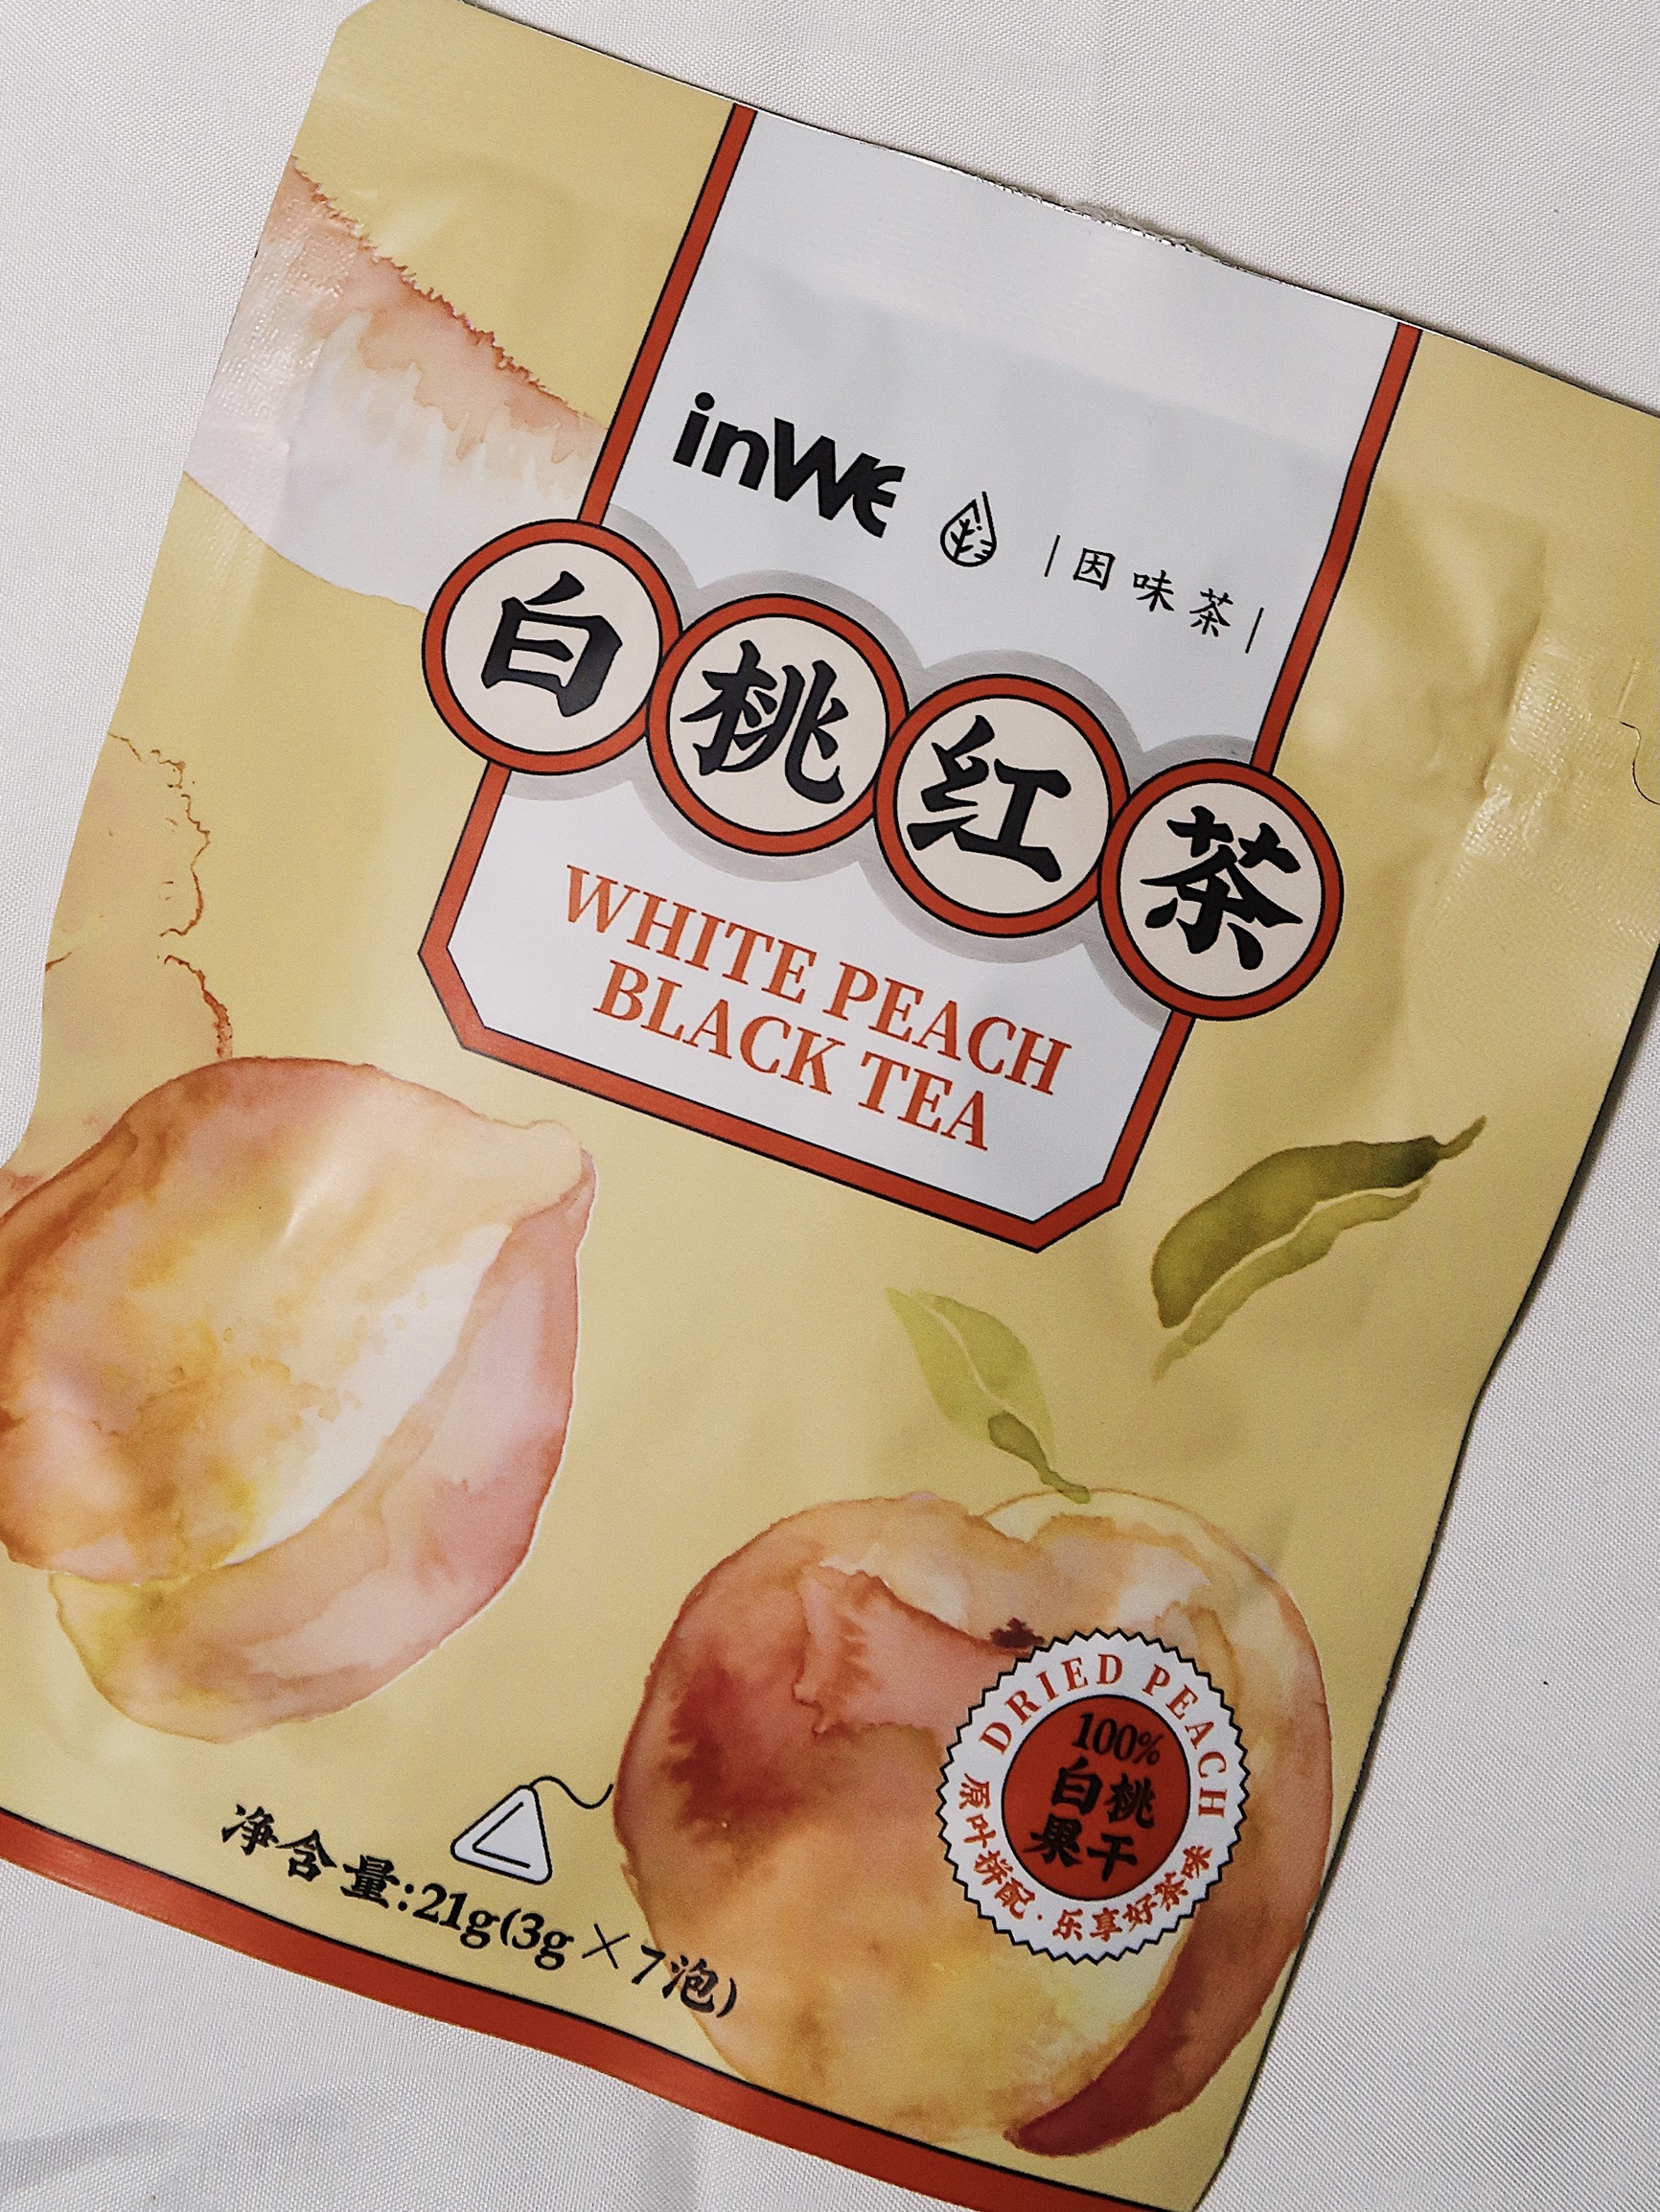 inWE |因味茶|
白桃红茶
WHITE PEACH
BLACK TEA
DRIED PEACH
100%
白桃
果干
原叶拼配·乐享好茶味
净含量:21g(3g×7泡)